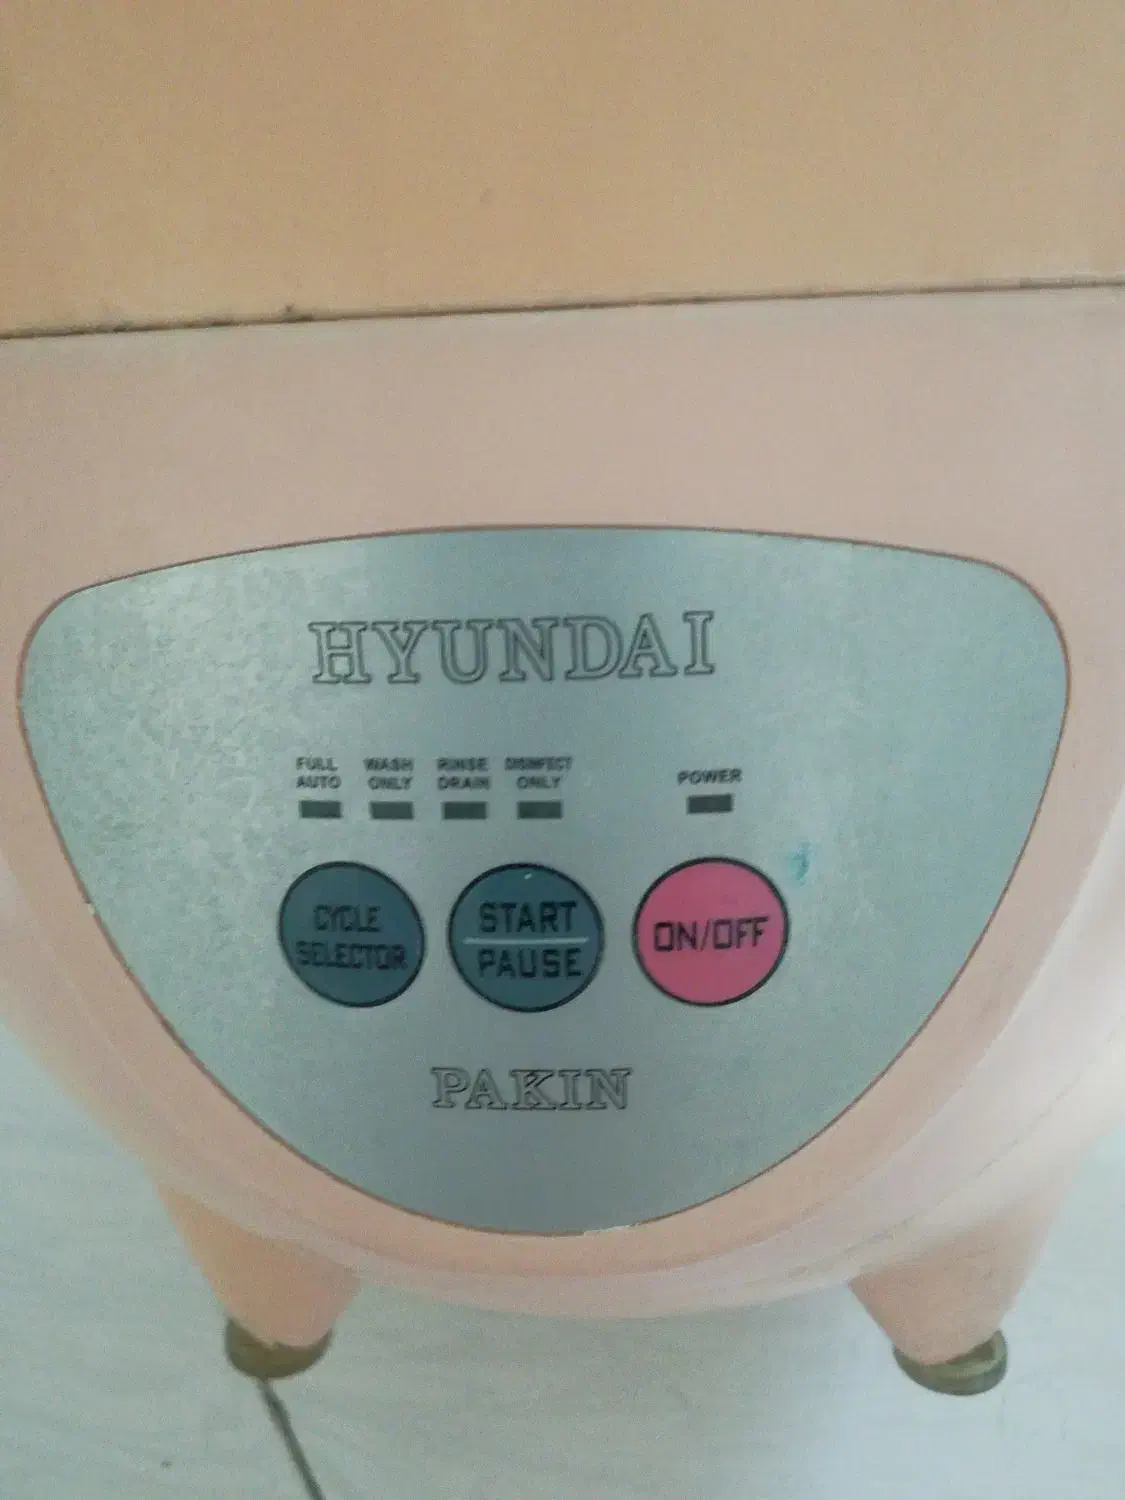 HYUNDAI
FULL AUTO
WASH ONLY
RINSE DRAIN
DISINFECT ONLY
POWER
CYCLE SELECTOR
START
PAUSE
ON/OFF
PAKIN